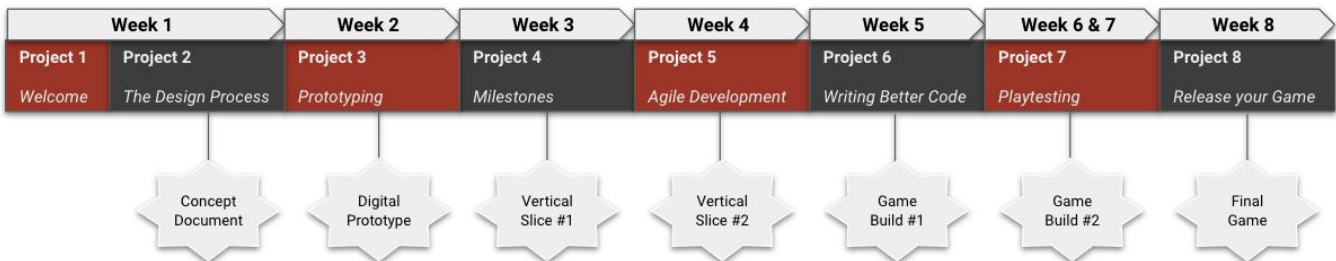 Week 1
Week 2
Week 3
Week 4
Week 5
Week 6 & 7
Week 8
Project 1
Welcome
Project 2
The Design Process
Project 3
Prototyping
Project 4
Milestones
Project 5
Agile Development
Project 6
Writing Better Code
Project 7
Playtesting
Project 8
Release your Game
Concept
Document
Digital
Prototype
Vertical
Slice #1
Vertical
Slice #2
Game
Build #1
Game
Build #2
Final
Game